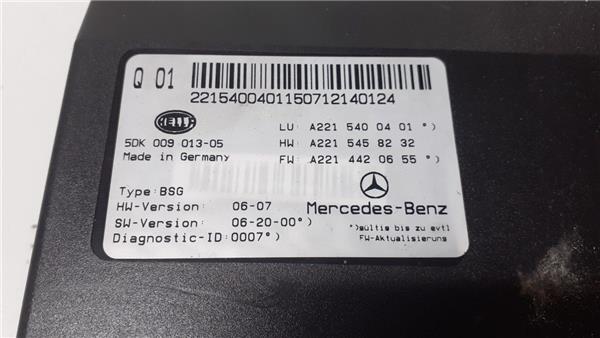 Q 01
2215400401150712140124
HELLA
5DK 009 013-05
Made in Germany
LU: A221 540 04 01°)
HW: A221 545 82 32
FW: A221 442 06 55°)
Type:BSG
HW-Version: 06-07
SW-Version: 06-20-00°)
Diagnostic-ID:0007°)
Mercedes-Benz
°)gültig bis zu evtl
FW-Aktualisierung